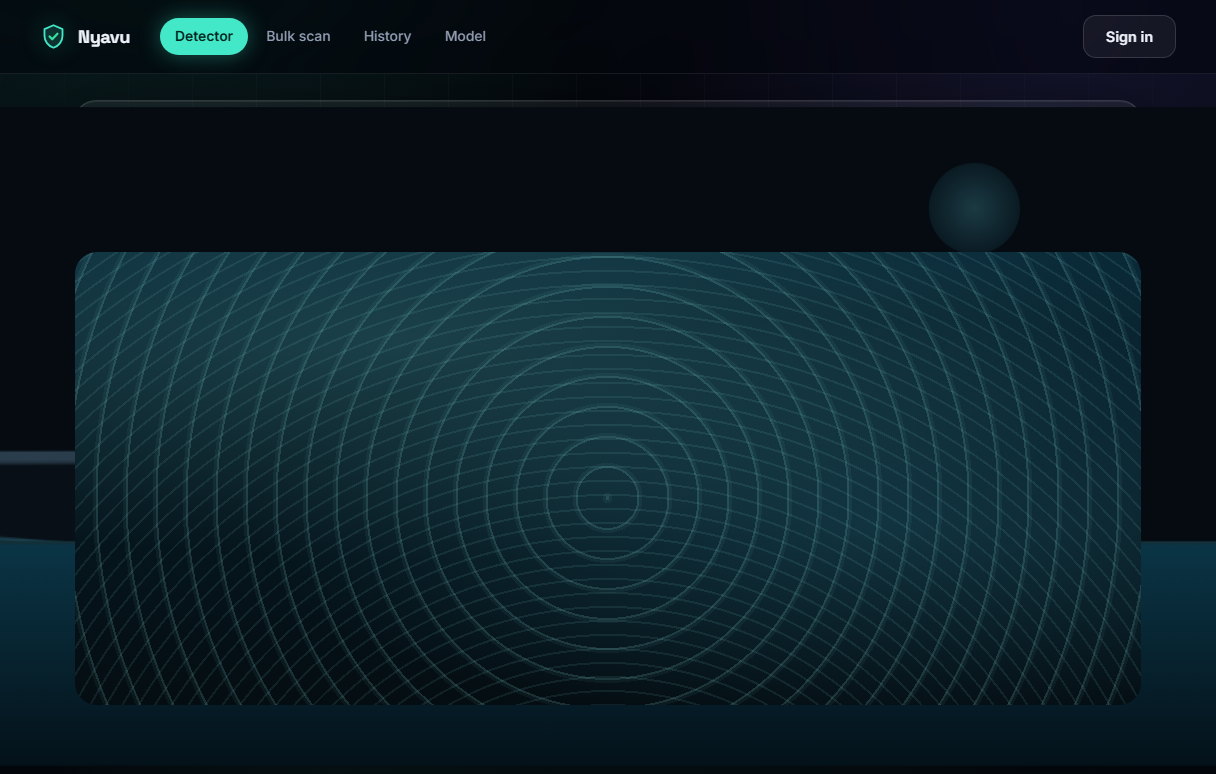 Nyavu
Detector
Bulk scan
History
Model
Sign in